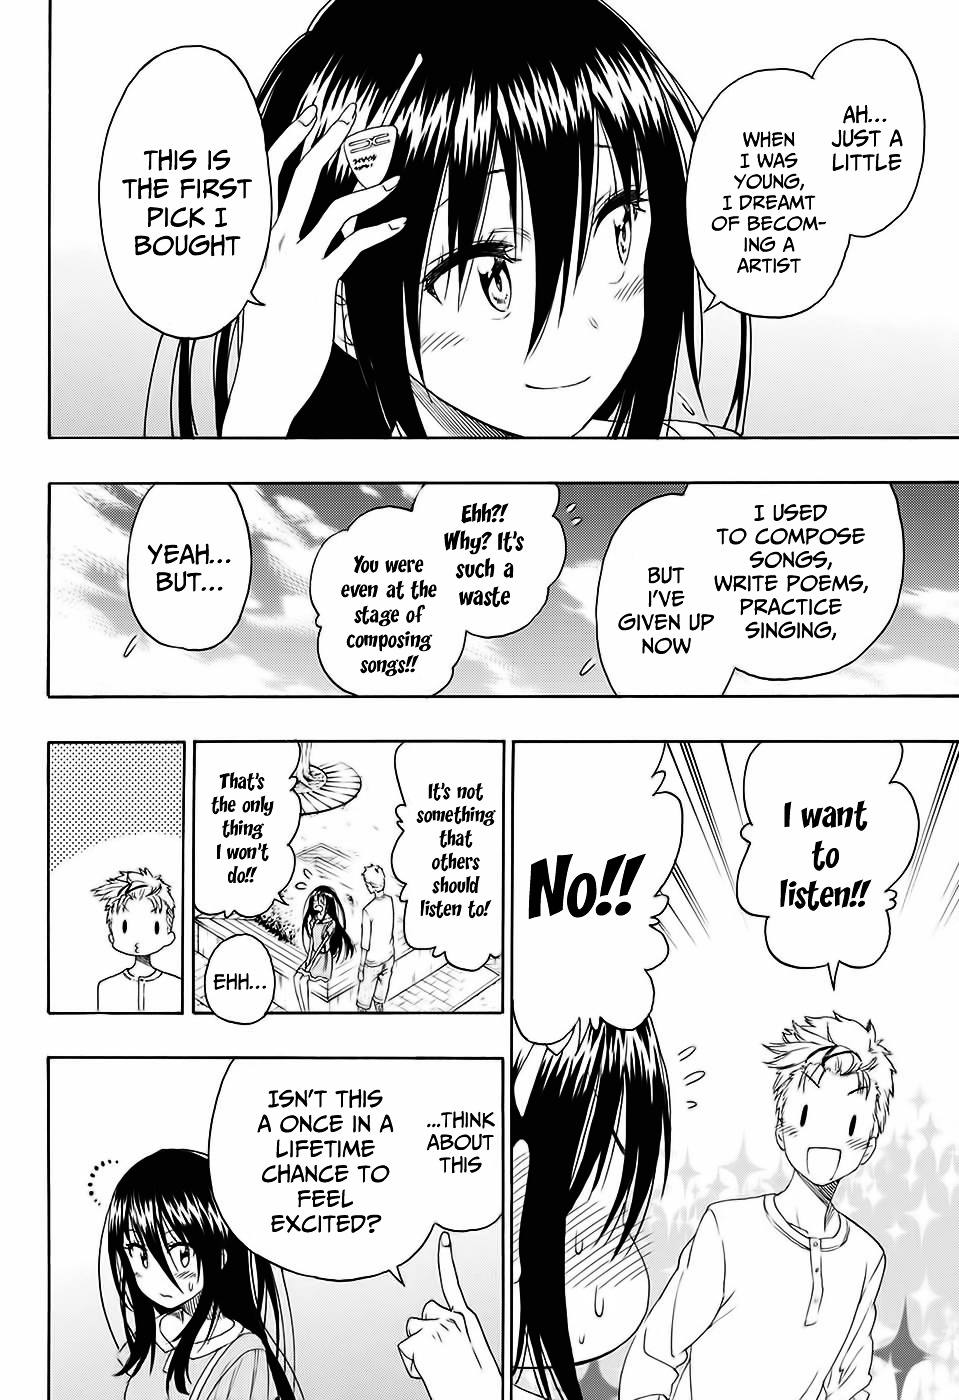 AH...
JUST A
LITTLE
WHEN
I WAS
YOUNG,
I DREAMT
OF BECOM-
ING A
ARTIST
THIS IS
THE FIRST
PICK I
BOUGHT
I USED
TO COMPOSE
SONGS,
WRITE POEMS,
PRACTICE
SINGING,
BUT
I'VE
GIVEN UP
NOW
Ehh?!
Why? It's
such a
waste
You were
even at the
stage of
composing
songs!!
YEAH...
BUT...
I want
to
listen!!
No!!
It's not
something
that
others
should
listen to!
That's
the only
thing
I won't
do!!
EHH...
...THINK
ABOUT
THIS
ISN'T THIS
A ONCE IN A
LIFETIME
CHANCE TO
FEEL
EXCITED?